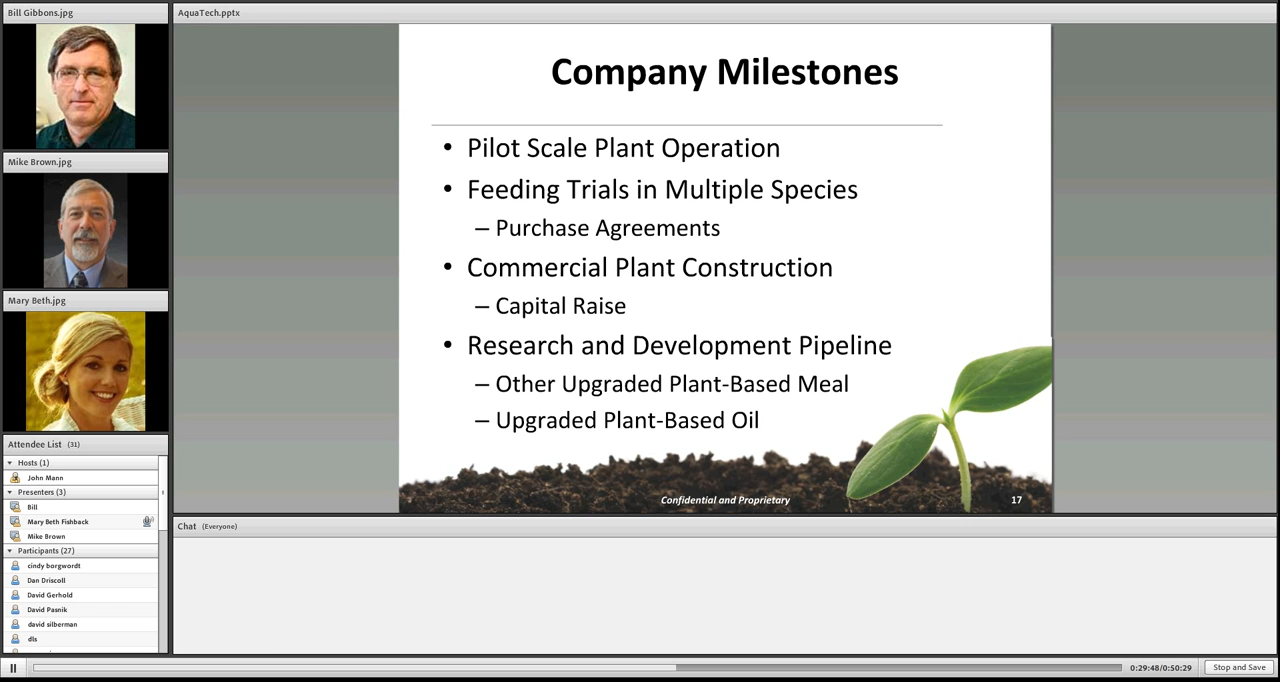 Bill Gibbons.jpg
Mike Brown.jpg
Mary Beth.jpg
Attendee List (31)
Hosts (1)
John Mann
Presenters (3)
Bill
Mary Beth Fishback
Mike Brown
Participants (27)
cindy borgwordt
Dan Driscoll
David Gerhold
David Pasnik
david silberman
dls
AquaTech.pptx
Company Milestones
• Pilot Scale Plant Operation
• Feeding Trials in Multiple Species
– Purchase Agreements
• Commercial Plant Construction
– Capital Raise
• Research and Development Pipeline
– Other Upgraded Plant-Based Meal
– Upgraded Plant-Based Oil
Confidential and Proprietary
17
Chat (Everyone)
0:29:48/0:50:29
Stop and Save